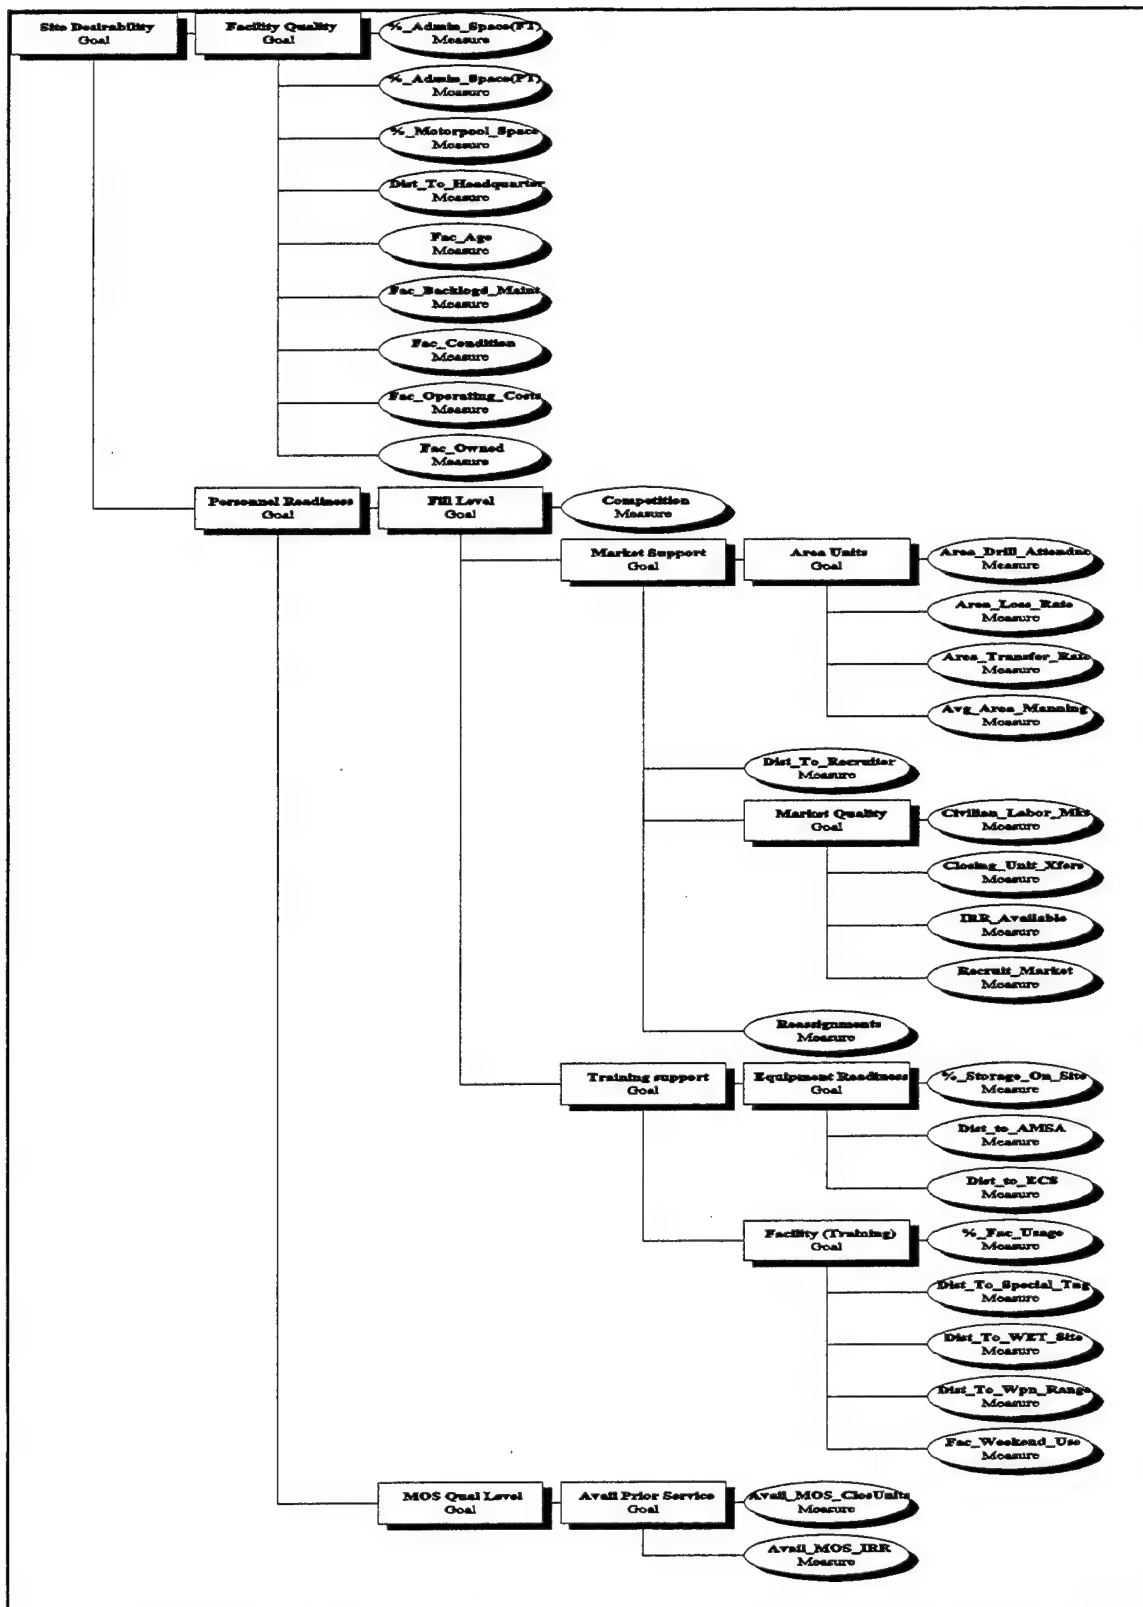 Site Desirability
Goal
Facility Quality
Goal
%_Admin_Space(FT)
Measure
%_Admin_Space(PT)
Measure
%_Motorpool_Space
Measure
Dist_To_Headquarter
Measure
Fac_Age
Measure
Fac_Backlogd_Maint
Measure
Fac_Condition
Measure
Fac_Operating_Costs
Measure
Fac_Owned
Measure
Personnel Readiness
Goal
Fill Level
Goal
Competition
Measure
Market Support
Goal
Area Units
Goal
Area_Drill_Attendnc
Measure
Area_Loss_Rate
Measure
Area_Transfer_Rate
Measure
Avg_Area_Manning
Measure
Dist_To_Recruiter
Measure
Market Quality
Goal
Civilian_Labor_Mkt
Measure
Closing_Unit_Xfers
Measure
IRR_Available
Measure
Recruit_Market
Measure
Reassignments
Measure
Training support
Goal
Equipment Readiness
Goal
%_Storage_On_Site
Measure
Dist_to_AMSA
Measure
Dist_to_ECS
Measure
Facility (Training)
Goal
%_Fac_Usage
Measure
Dist_To_Special_Tng
Measure
Dist_To_WET_Site
Measure
Dist_To_Wpn_Range
Measure
Fac_Weekend_Use
Measure
MOS Qual Level
Goal
Avail Prior Service
Goal
Avail_MOS_ClosUnits
Measure
Avail_MOS_IRR
Measure